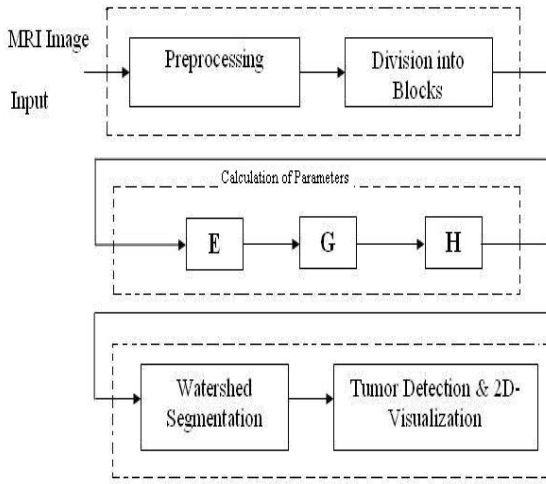 MRI Image
Input
Preprocessing
Division into
Blocks
Calculation of Parameters
E
G
H
Watershed
Segmentation
Tumor Detection & 2D-
Visualization